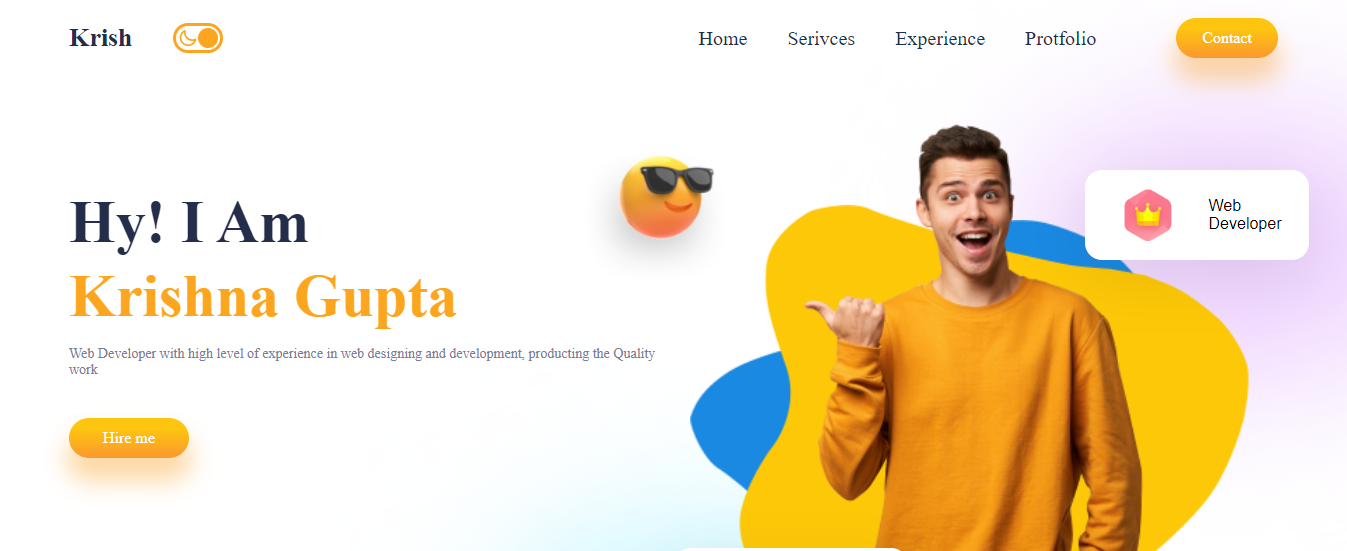 Krish
Home
Serivces
Experience
Protfolio
Contact
Hy! I Am
Krishna Gupta
Web Developer with high level of experience in web designing and development, producting the Quality
work
Hire me
Web
Developer